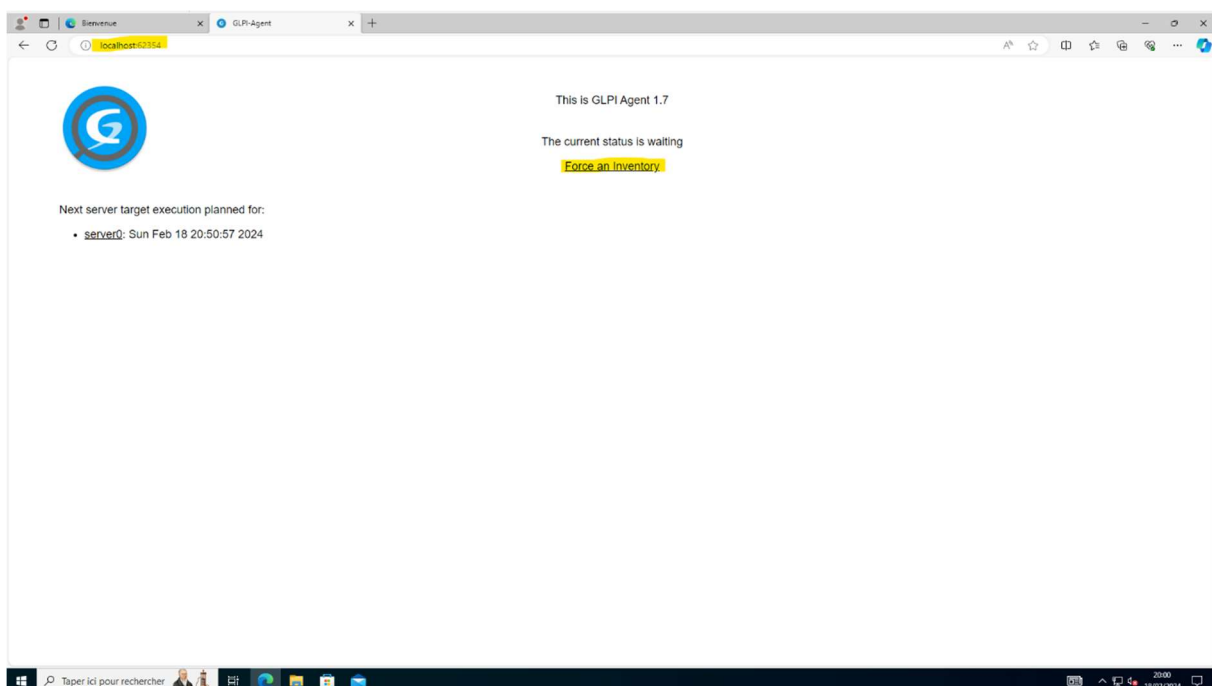 Bienvenue
GLPI-Agent
localhost:62354
This is GLPI Agent 1.7
The current status is waiting
Force an Inventory
Next server target execution planned for:
• server0: Sun Feb 18 20:50:57 2024
Taper ici pour rechercher
20:00